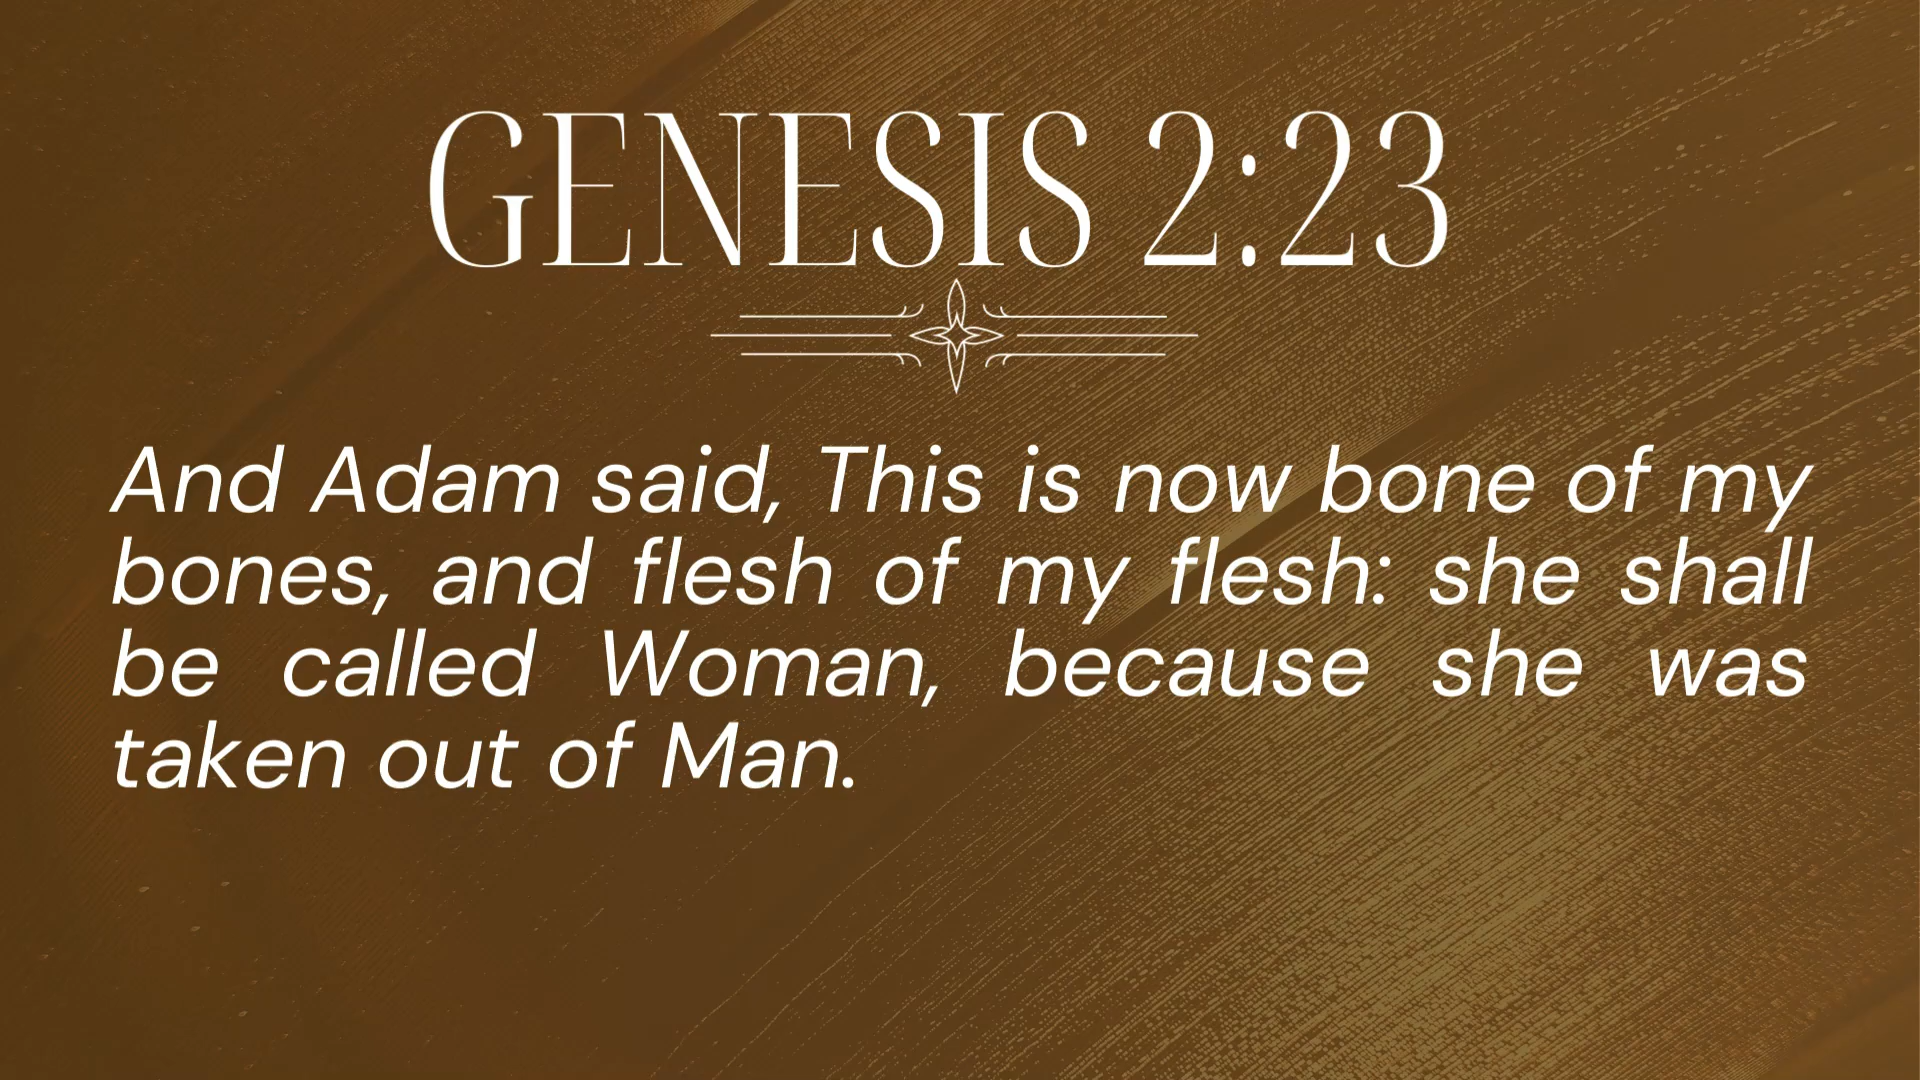 GENESIS 2:23
And Adam said, This is now bone of my
bones, and flesh of my flesh: she shall
be called Woman, because she was
taken out of Man.